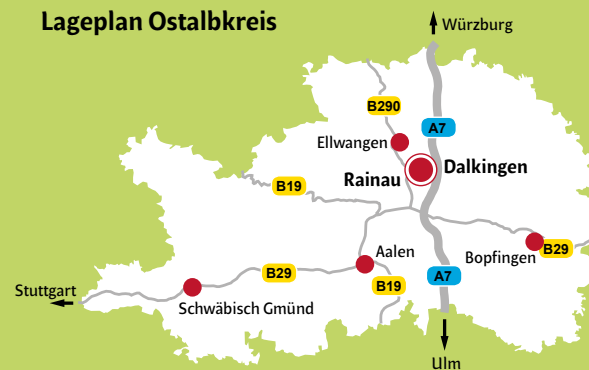 Lageplan Ostalbkreis
Würzburg
B290
A7
Ellwangen
Rainau
Dalkingen
B19
Aalen
Bopfingen
B29
B29
A7
B19
Stuttgart
Schwäbisch Gmünd
Ulm